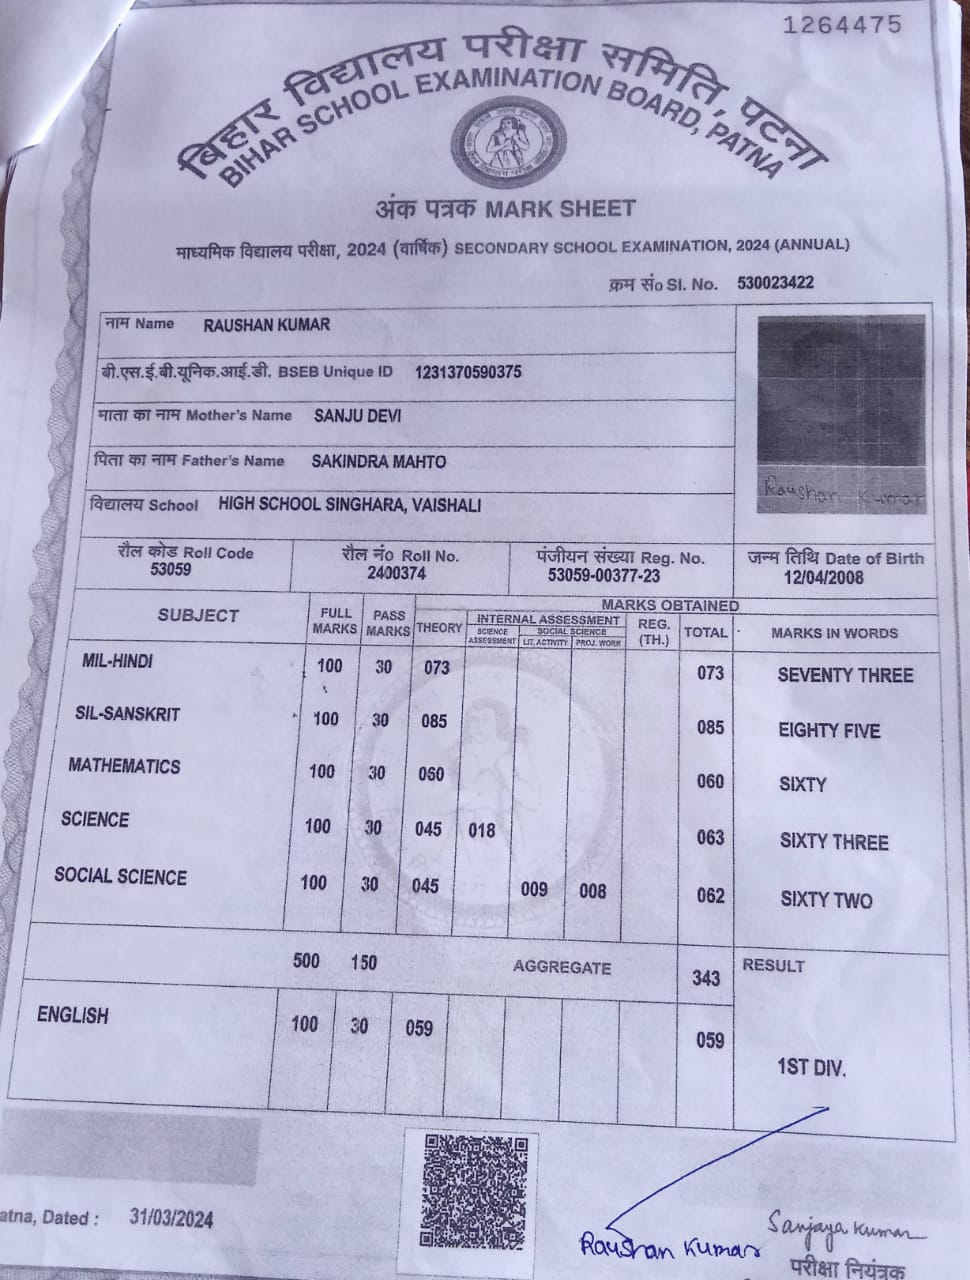 1264475
बिहार विद्यालय परीक्षा समिति, पटना
BIHAR SCHOOL EXAMINATION BOARD, PATNA
अंक पत्रक MARK SHEET
माध्यमिक विद्यालय परीक्षा, 2024 (वार्षिक) SECONDARY SCHOOL EXAMINATION, 2024 (ANNUAL)
क्रम सं० Sl. No. 530023422
नाम Name RAUSHAN KUMAR
बी.एस.ई.बी.यूनिक.आई.डी. BSEB Unique ID 1231370590375
माता का नाम Mother's Name SANJU DEVI
पिता का नाम Father's Name SAKINDRA MAHTO
Raushan Kumar
विद्यालय School HIGH SCHOOL SINGHARA, VAISHALI
रौल कोड Roll Code रौल नं० Roll No. पंजीयन संख्या Reg. No. जन्म तिथि Date of Birth
53059 2400374 53059-00377-23 12/04/2008
MARKS OBTAINED
SUBJECT FULL MARKS PASS MARKS THEORY INTERNAL ASSESSMENT REG. (TH.) TOTAL MARKS IN WORDS
SCIENCE ASSESSMENT SOCIAL SCIENCE
LIT. ACTIVITY PROJ. WORK
MIL-HINDI 100 30 073 073 SEVENTY THREE
SIL-SANSKRIT 100 30 085 085 EIGHTY FIVE
MATHEMATICS 100 30 060 060 SIXTY
SCIENCE 100 30 045 018 063 SIXTY THREE
SOCIAL SCIENCE 100 30 045 009 008 062 SIXTY TWO
500 150 AGGREGATE 343 RESULT
ENGLISH 100 30 059 059
1ST DIV.
atna, Dated : 31/03/2024
Raushan Kumar
Sanjaya Kumar
परीक्षा नियंत्रक